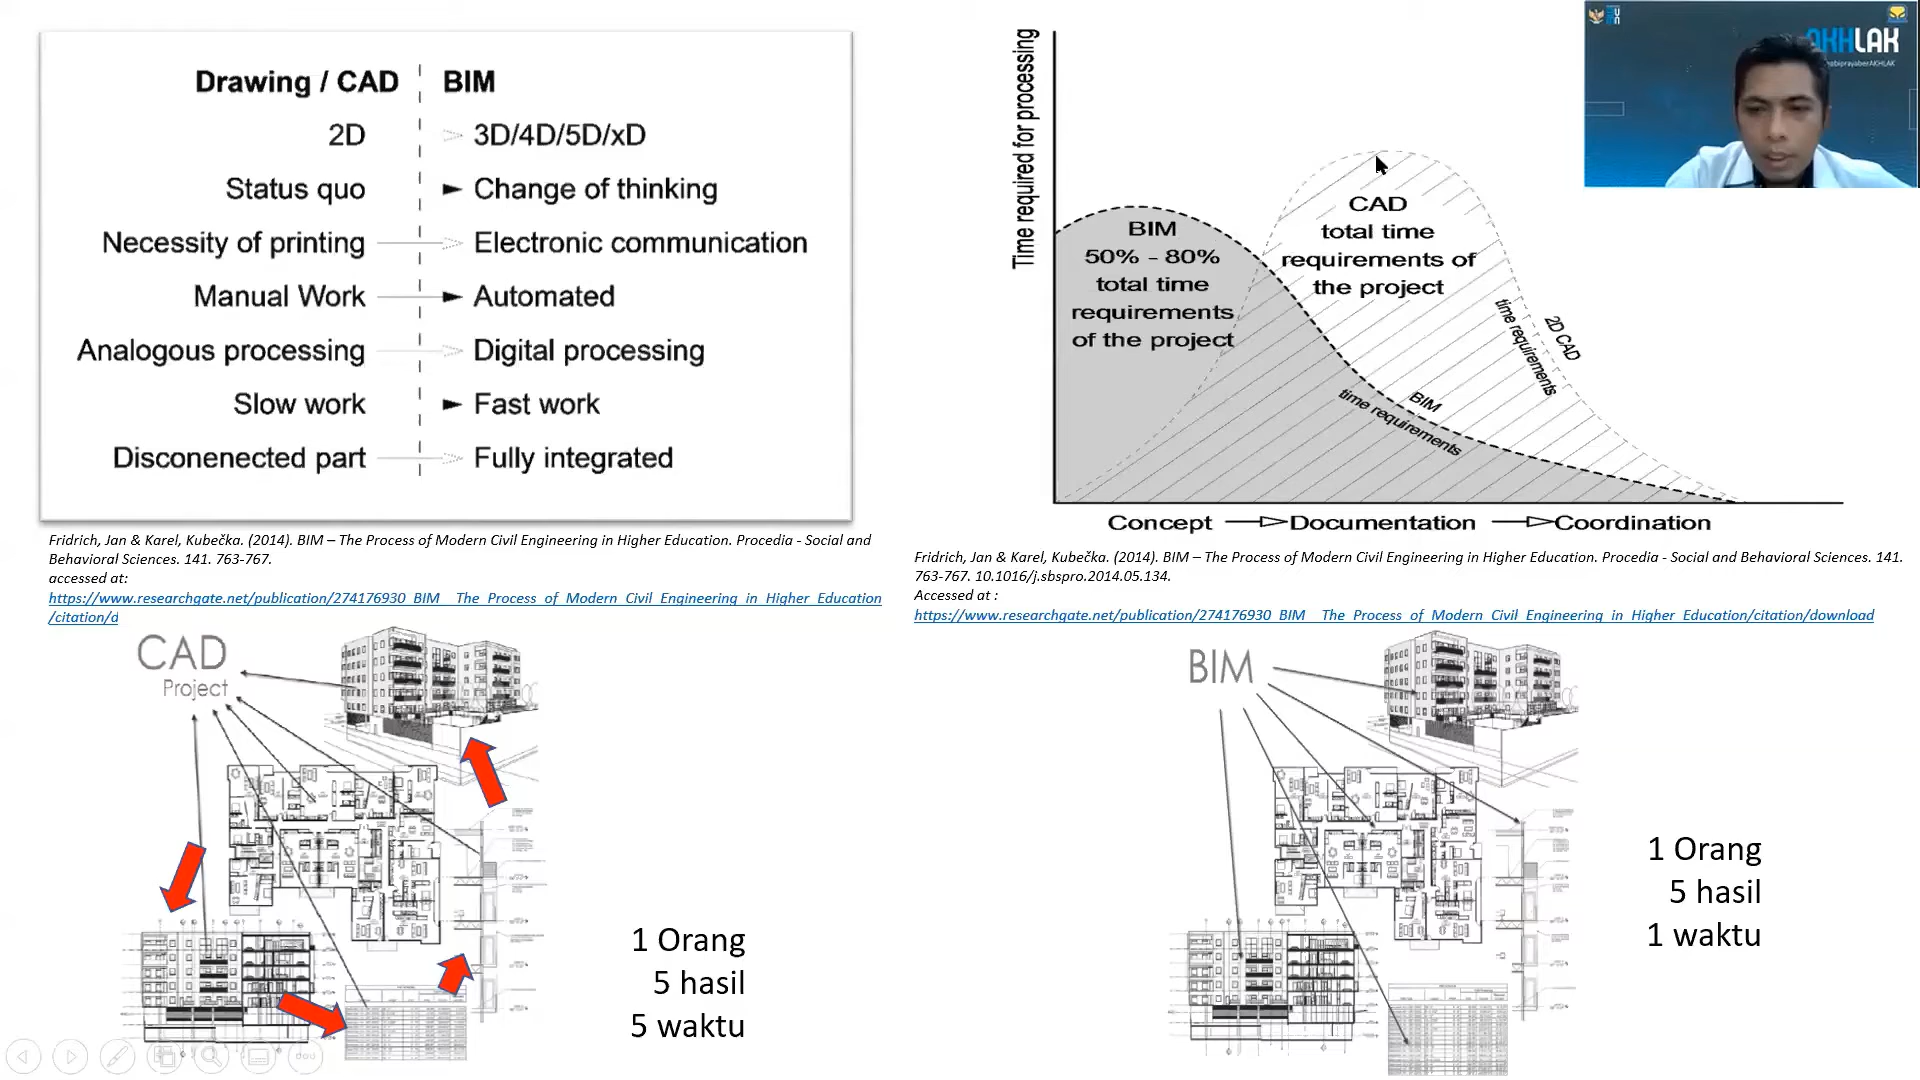 Drawing / CAD BIM
2D 3D/4D/5D/xD
Status quo Change of thinking
Necessity of printing Electronic communication
Manual Work Automated
Analogous processing Digital processing
Slow work Fast work
Disconenected part Fully integrated
Fridrich, Jan & Karel, Kubečka. (2014). BIM – The Process of Modern Civil Engineering in Higher Education. Procedia - Social and
Behavioral Sciences. 141. 763-767.
accessed at:
https://www.researchgate.net/publication/274176930_BIM_ The_Process_of_Modern_Civil_Engineering_in_Higher_Education
/citation/d
Time required for processing
BIM
50% - 80%
total time
requirements
of the project
CAD
total time
requirements of
the project
2D CAD
time requirements
BIM
time requirements
Concept Documentation Coordination
Fridrich, Jan & Karel, Kubečka. (2014). BIM – The Process of Modern Civil Engineering in Higher Education. Procedia - Social and Behavioral Sciences. 141.
763-767. 10.1016/j.sbspro.2014.05.134.
Accessed at :
https://www.researchgate.net/publication/274176930_BIM_ The_Process_of_Modern_Civil_Engineering_in_Higher_Education/citation/download
AKHLAK
CAD
Project
1 Orang
5 hasil
5 waktu
BIM
1 Orang
5 hasil
1 waktu